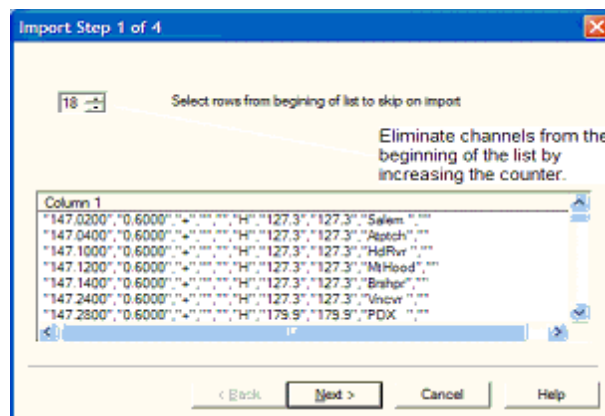 Import Step 1 of 4
18
Select rows from begining of list to skip on import
Eliminate channels from the
beginning of the list by
increasing the counter.
Column 1
"147.0200","0.6000","+","","","H","127.3","127.3","Salem ",""
"147.0400","0.6000","+","","","H","127.3","127.3","Atptch",""
"147.1000","0.6000","+","","","H","127.3","127.3","HdRvr ",""
"147.1200","0.6000","+","","","H","127.3","127.3","MtHood",""
"147.1400","0.6000","+","","","H","127.3","127.3","Brshpr",""
"147.2400","0.6000","+","","","H","127.3","127.3","Vncvr ",""
"147.2800","0.6000","+","","","H","179.9","179.9","PDX ",""
< Back
Next >
Cancel
Help